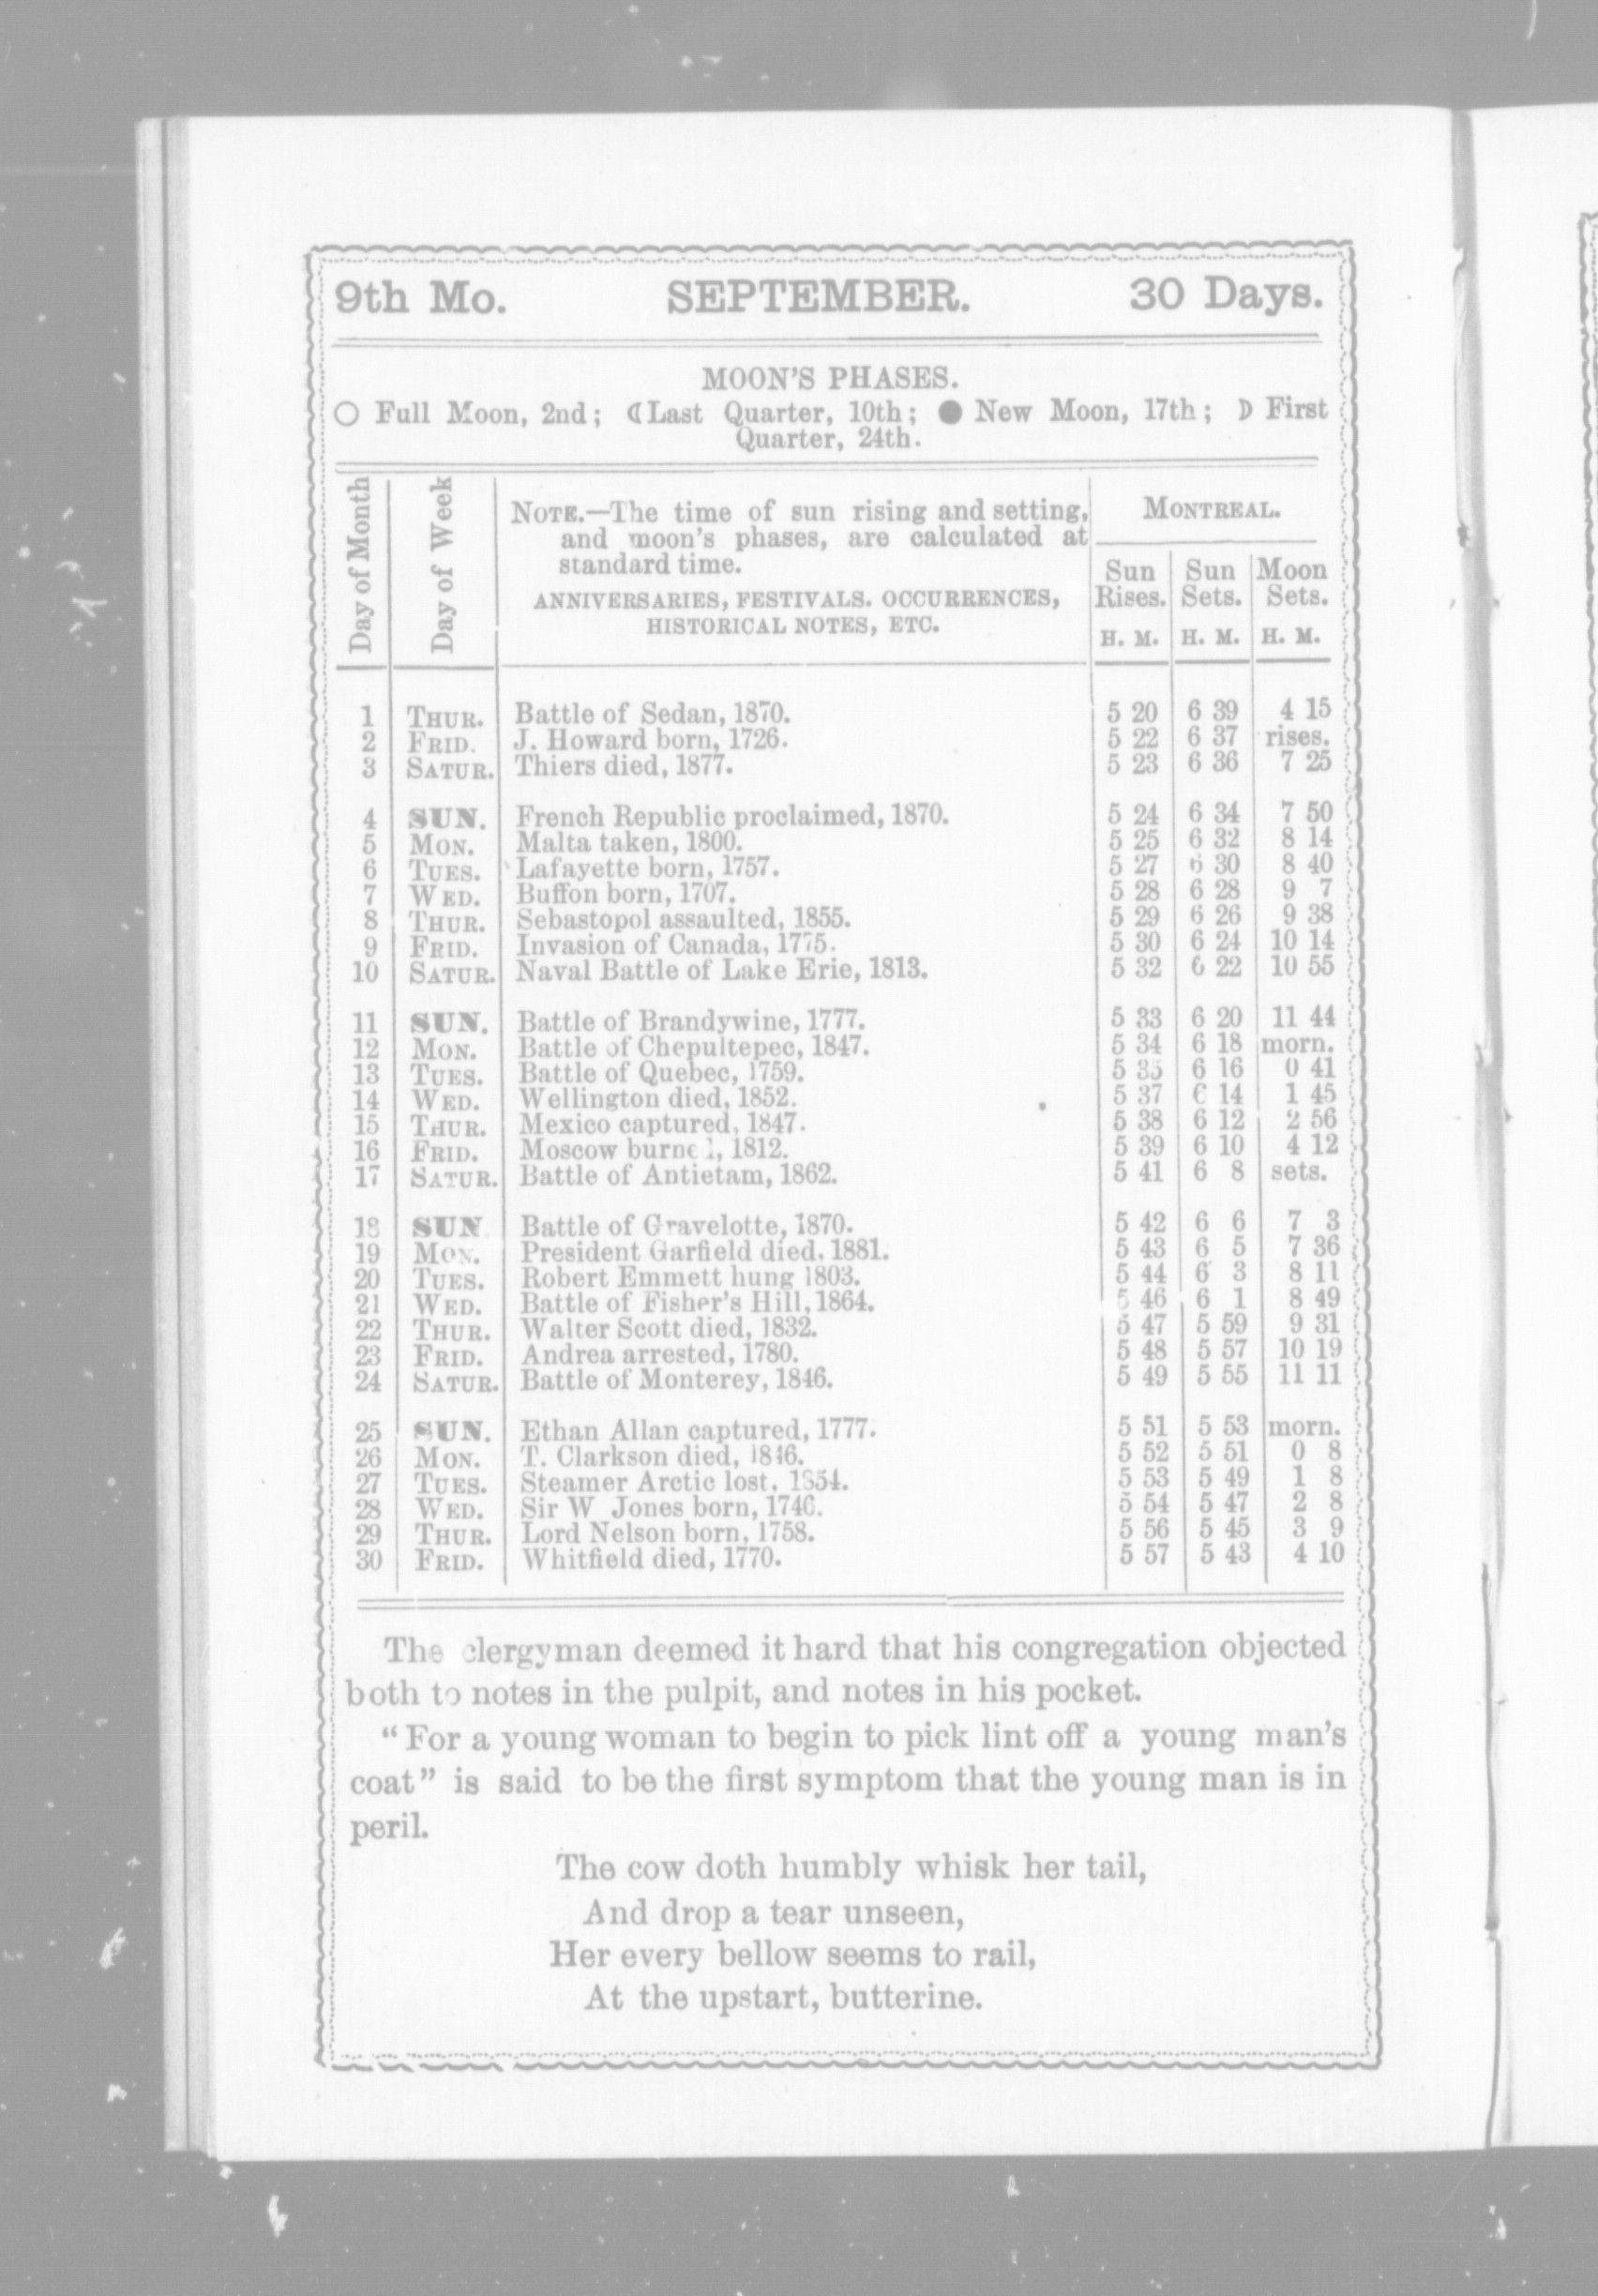 9th Mo. SEPTEMBER. 30 Days.
MOON'S PHASES.
○ Full Moon, 2nd; ☾ Last Quarter, 10th; ● New Moon, 17th; ☽ First
Quarter, 24th.
Day of Month
Day of Week
NOTE.—The time of sun rising and setting,
and moon's phases, are calculated at
standard time.
ANNIVERSARIES, FESTIVALS. OCCURRENCES,
HISTORICAL NOTES, ETC.
MONTREAL.
Sun Sun Moon
Rises. Sets. Sets.
H. M. H. M. H. M.
1 THUR. Battle of Sedan, 1870. 5 20 6 39 4 15
2 FRID. J. Howard born, 1726. 5 22 6 37 rises.
3 SATUR. Thiers died, 1877. 5 23 6 36 7 25
4 SUN. French Republic proclaimed, 1870. 5 24 6 34 7 50
5 MON. Malta taken, 1800. 5 25 6 32 8 14
6 TUES. Lafayette born, 1757. 5 27 6 30 8 40
7 WED. Buffon born, 1707. 5 28 6 28 9 7
8 THUR. Sebastopol assaulted, 1855. 5 29 6 26 9 38
9 FRID. Invasion of Canada, 1775. 5 30 6 24 10 14
10 SATUR. Naval Battle of Lake Erie, 1813. 5 32 6 22 10 55
11 SUN. Battle of Brandywine, 1777. 5 33 6 20 11 44
12 MON. Battle of Chepultepec, 1847. 5 34 6 18 morn.
13 TUES. Battle of Quebec, 1759. 5 35 6 16 0 41
14 WED. Wellington died, 1852. 5 37 6 14 1 45
15 THUR. Mexico captured, 1847. 5 38 6 12 2 56
16 FRID. Moscow burned, 1812. 5 39 6 10 4 12
17 SATUR. Battle of Antietam, 1862. 5 41 6 8 sets.
18 SUN Battle of Gravelotte, 1870. 5 42 6 6 7 3
19 MON. President Garfield died, 1881. 5 43 6 5 7 36
20 TUES. Robert Emmett hung 1803. 5 44 6 3 8 11
21 WED. Battle of Fisher's Hill, 1864. 5 46 6 1 8 49
22 THUR. Walter Scott died, 1832. 5 47 5 59 9 31
23 FRID. Andrea arrested, 1780. 5 48 5 57 10 19
24 SATUR. Battle of Monterey, 1846. 5 49 5 55 11 11
25 SUN. Ethan Allan captured, 1777. 5 51 5 53 morn.
26 MON. T. Clarkson died, 1846. 5 52 5 51 0 8
27 TUES. Steamer Arctic lost, 1854. 5 53 5 49 1 8
28 WED. Sir W Jones born, 1746. 5 54 5 47 2 8
29 THUR. Lord Nelson born, 1758. 5 56 5 45 3 9
30 FRID. Whitfield died, 1770. 5 57 5 43 4 10
The clergyman deemed it hard that his congregation objected
both to notes in the pulpit, and notes in his pocket.
"For a young woman to begin to pick lint off a young man's
coat" is said to be the first symptom that the young man is in
peril.
The cow doth humbly whisk her tail,
And drop a tear unseen,
Her every bellow seems to rail,
At the upstart, butterine.